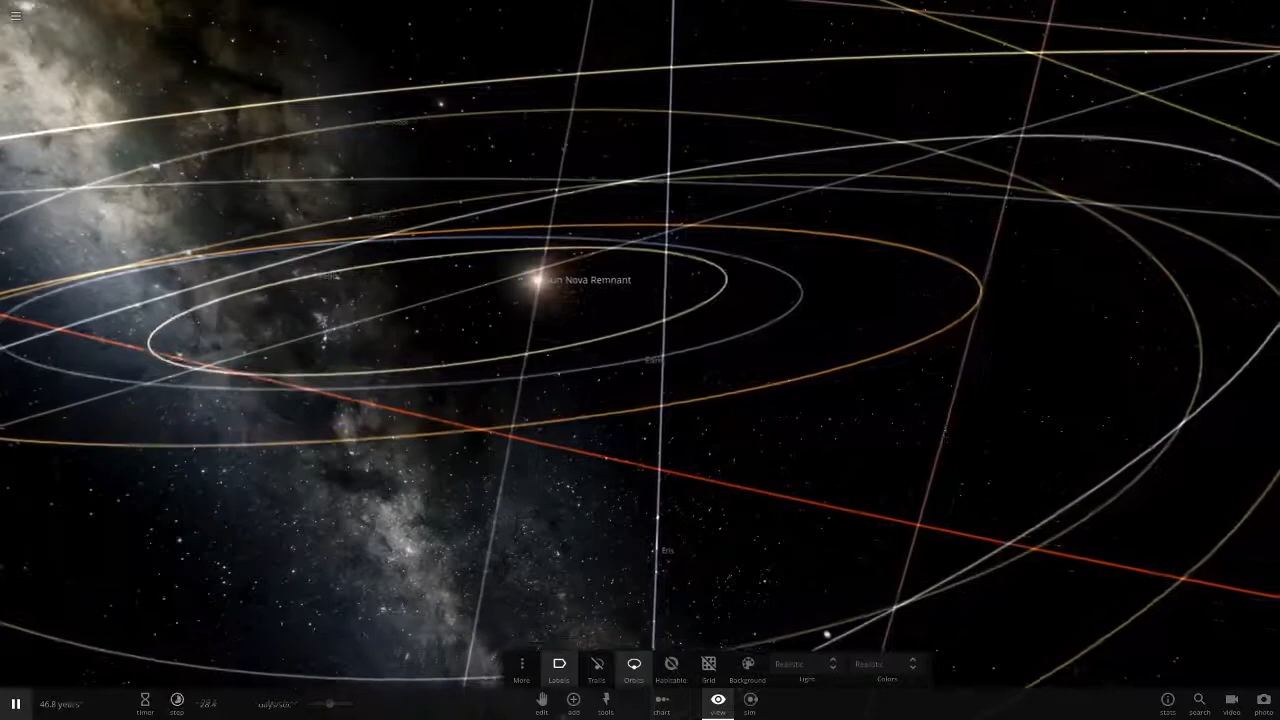 Sun Nova Remnant
Eris
More
Labels
Trails
Orbits
Habitable
Grid
Background
Realistic
Light
Realistic
Colors
46.8 years
timer
step
edit
add
tools
chart
view
sim
stats
search
video
photo